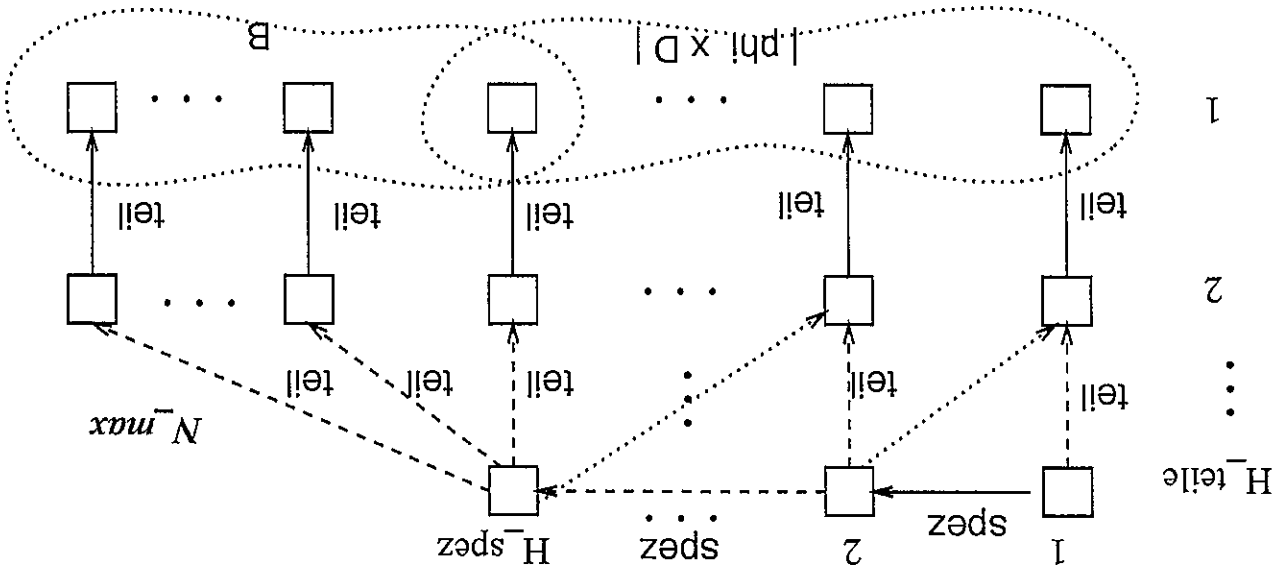 1 spez 2 spez H_spez
H_teile
N_max
teil teil teil teil teil
2
teil teil teil teil teil
1
| phi x D | B